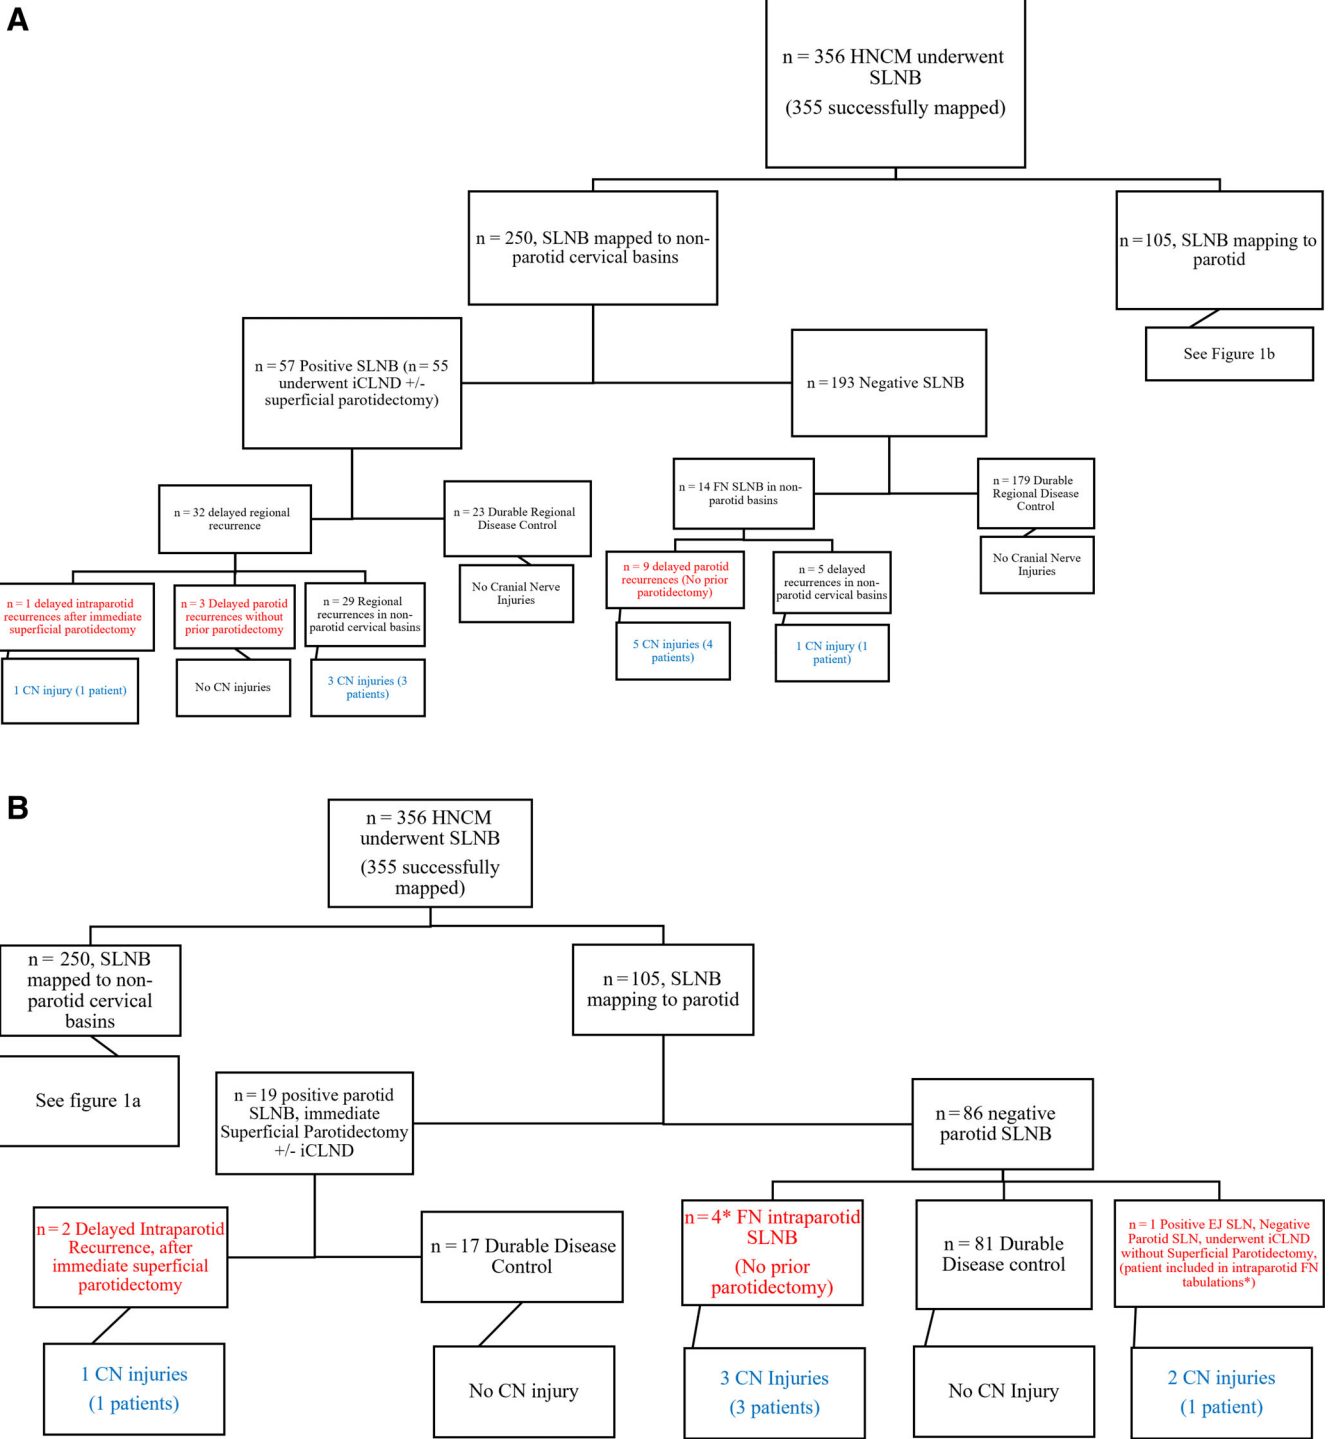 A
n = 356 HNCM underwent
SLNB
(355 successfully mapped)
n = 250, SLNB mapped to non-
parotid cervical basins
n =105, SLNB mapping to
parotid
See Figure 1b
n = 57 Positive SLNB (n = 55
underwent iCLND +/-
superficial parotidectomy)
n =193 Negative SLNB
n = 32 delayed regional
recurrence
n = 23 Durable Regional
Disease Control
No Cranial Nerve
Injuries
n = 14 FN SLNB in non-
parotid basins
n = 179 Durable
Regional Disease
Control
No Cranial Nerve
Injuries
n = 1 delayed intraparotid
recurrences after immediate
superficial parotidectomy
n = 3 Delayed parotid
recurrences without
prior parotidectomy
n = 29 Regional
recurrences in non-
parotid cervical basins
n = 9 delayed parotid
recurrences (No prior
parotidectomy)
n = 5 delayed
recurrences in non-
parotid cervical basins
1 CN injury (1 patient)
No CN injuries
3 CN injuries (3
patients)
5 CN injuries (4
patients)
1 CN injury (1
patient)
B
n = 356 HNCM
underwent SLNB
(355 successfully
mapped)
n = 250, SLNB
mapped to non-
parotid cervical
basins
n =105, SLNB
mapping to parotid
See figure 1a
n =19 positive parotid
SLNB, immediate
Superficial Parotidectomy
+/- iCLND
n =86 negative
parotid SLNB
n = 2 Delayed Intraparotid
Recurrence, after
immediate superficial
parotidectomy
n = 17 Durable Disease
Control
n= 4* FN intraparotid
SLNB
(No prior
parotidectomy)
n = 81 Durable
Disease control
n = 1 Positive EJ SLN, Negative
Parotid SLN, underwent iCLND
without Superficial Parotidectomy,
(patient included in intraparotid FN
tabulations*)
1 CN injuries
(1 patients)
No CN injury
3 CN Injuries
(3 patients)
No CN Injury
2 CN injuries
(1 patient)